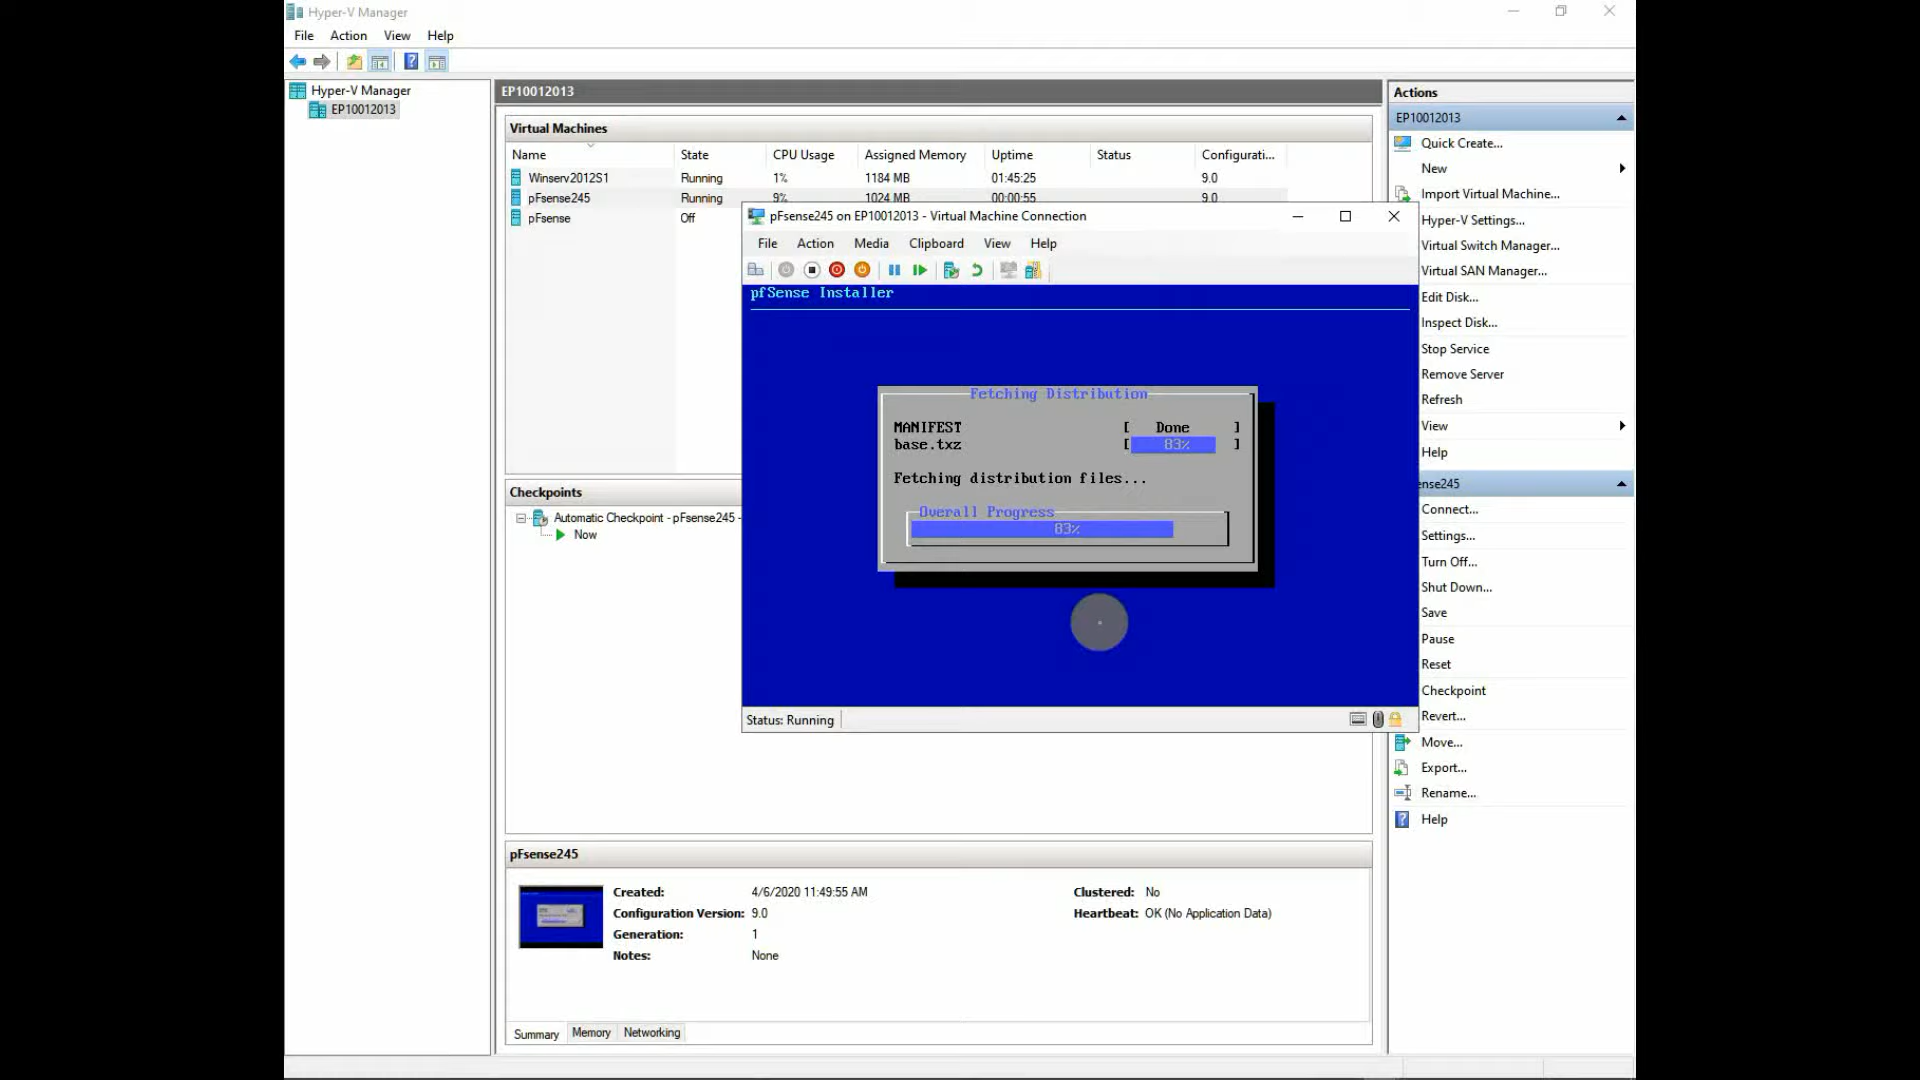 Hyper-V Manager
File Action View Help
Hyper-V Manager
EP10012013
EP10012013
Virtual Machines
Name State CPU Usage Assigned Memory Uptime Status Configurati...
Winserv2012S1 Running 1% 1184 MB 01:45:25 9.0
pFsense245 Running 9% 1024 MB 00:00:55 9.0
pFsense Off
Checkpoints
Automatic Checkpoint - pFsense245 -
Now
pFsense245 on EP10012013 - Virtual Machine Connection
File Action Media Clipboard View Help
pfSense Installer
Fetching Distribution
MANIFEST [ Done ]
base.txz [ 83% ]
Fetching distribution files...
Overall Progress
83%
Status: Running
pFsense245
Created: 4/6/2020 11:49:55 AM Clustered: No
Configuration Version: 9.0 Heartbeat: OK (No Application Data)
Generation: 1
Notes: None
Summary Memory Networking
Actions
EP10012013
Quick Create...
New
Import Virtual Machine...
Hyper-V Settings...
Virtual Switch Manager...
Virtual SAN Manager...
Edit Disk...
Inspect Disk...
Stop Service
Remove Server
Refresh
View
Help
ense245
Connect...
Settings...
Turn Off...
Shut Down...
Save
Pause
Reset
Checkpoint
Revert...
Move...
Export...
Rename...
Help